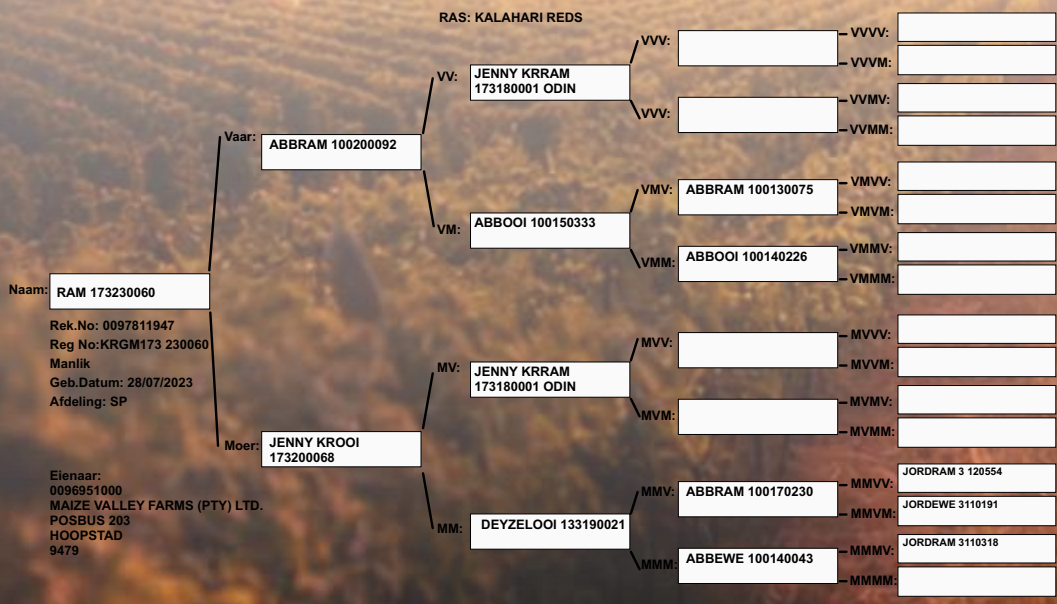 RAS: KALAHARI REDS
Naam: RAM 173230060
Rek.No: 0097811947
Reg No:KRGM173 230060
Manlik
Geb.Datum: 28/07/2023
Afdeling: SP
Eienaar:
0096951000
MAIZE VALLEY FARMS (PTY) LTD.
POSBUS 203
HOOPSTAD
9479
Vaar: ABBRAM 100200092
Moer: JENNY KROOI
173200068
VV: JENNY KRRAM
173180001 ODIN
VM: ABBOOI 100150333
MV: JENNY KRRAM
173180001 ODIN
MM: DEYZELOOI 133190021
VVV:
VVV:
VMV: ABBRAM 100130075
VMM: ABBOOI 100140226
MVV:
MVM:
MMV: ABBRAM 100170230
MMM: ABBEWE 100140043
VVVV:
VVVM:
VVMV:
VVMM:
VMVV:
VMVM:
VMMV:
VMMM:
MVVV:
MVVM:
MVMV:
MVMM:
MMVV: JORDRAM 3 120554
MMVM: JORDEWE 3110191
MMMV: JORDRAM 3110318
MMMM: